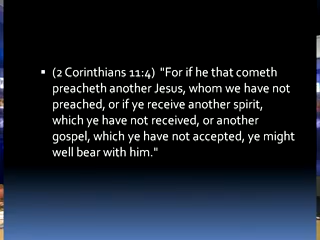 ▪ (2 Corinthians 11:4) "For if he that cometh
preacheth another Jesus, whom we have not
preached, or if ye receive another spirit,
which ye have not received, or another
gospel, which ye have not accepted, ye might
well bear with him."